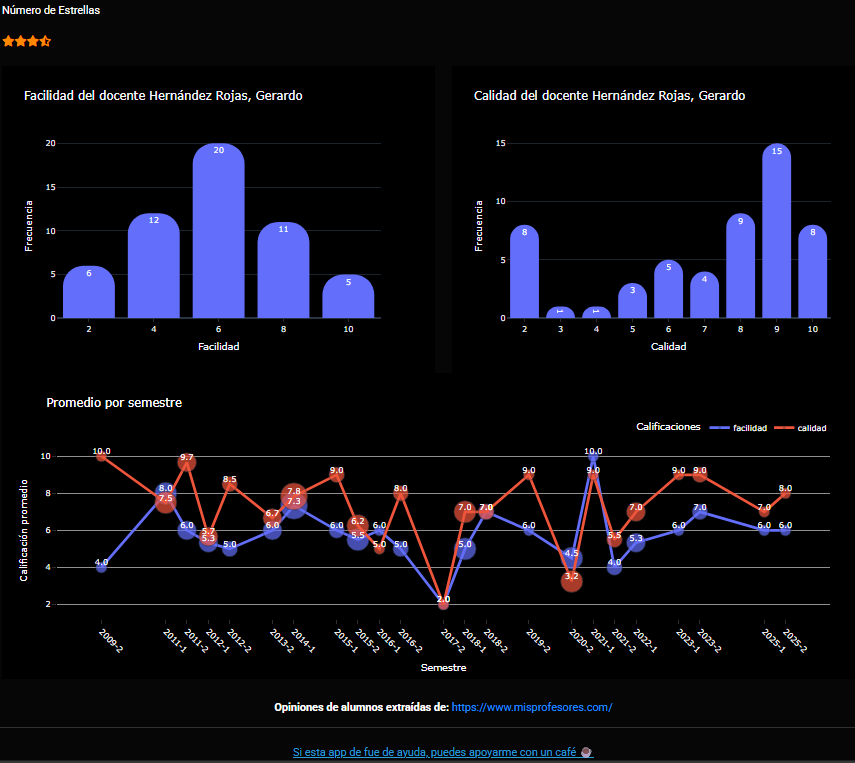 Número de Estrellas
Facilidad del docente Hernández Rojas, Gerardo
20
15
10
5
0
Frecuencia
6
12
20
11
5
2 4 6 8 10
Facilidad
Calidad del docente Hernández Rojas, Gerardo
15
10
5
0
Frecuencia
8
1
1
3
5
4
9
15
8
2 3 4 5 6 7 8 9 10
Calidad
Promedio por semestre
Calificaciones facilidad calidad
10
8
6
4
2
Calificación promedio
10.0 7.5 9.7 5.7 8.5 6.7 7.8 9.0 6.2 5.0 8.0 2.0 7.0 7.0 9.0 3.2 9.0 5.5 7.0 9.0 9.0 7.0 8.0
4.0 8.0 6.0 5.3 5.0 6.0 7.3 6.0 5.5 6.0 5.0 2.0 5.0 7.0 6.0 4.5 10.0 4.0 5.3 6.0 7.0 6.0 6.0
2009-2 2011-1 2011-2 2012-1 2012-2 2013-2 2014-1 2015-1 2015-2 2016-1 2016-2 2017-2 2018-1 2018-2 2019-2 2020-2 2021-1 2021-2 2022-1 2023-1 2023-2 2025-1 2025-2
Semestre
Opiniones de alumnos extraídas de: https://www.misprofesores.com/
Si esta app de fue de ayuda, puedes apoyarme con un café